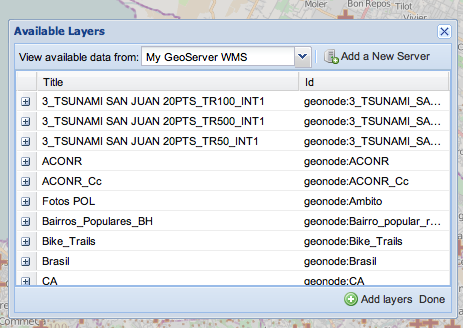 Moler
Bon Repos
Tilot
Vivier
Available Layers
View available data from: My GeoServer WMS Add a New Server
Title Id
3_TSUNAMI SAN JUAN 20PTS_TR100_INT1 geonode:3_TSUNAMI_SA...
3_TSUNAMI SAN JUAN 20PTS_TR500_INT1 geonode:3_TSUNAMI_SA...
3_TSUNAMI SAN JUAN 20PTS_TR50_INT1 geonode:3_TSUNAMI_SA...
ACONR geonode:ACONR
ACONR_Cc geonode:ACONR_Cc
Fotos POL geonode:Ambito
Bairros_Populares_BH geonode:Bairro_popular_r...
Bike_Trails geonode:Bike_Trails
Brasil geonode:Brasil
CA geonode:CA
Add layers Done